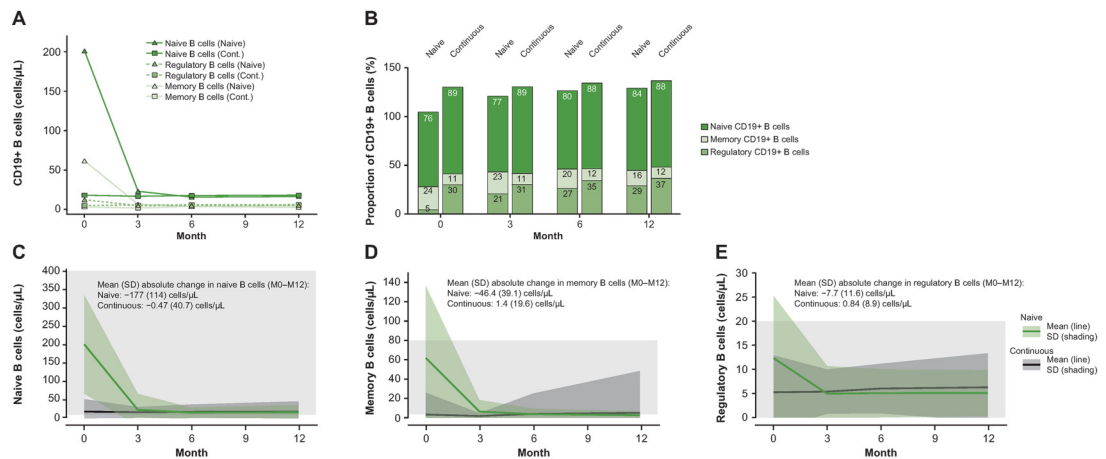 A
CD19+ B cells (cells/μL)
200
150
100
50
0
Naive B cells (Naive)
Naive B cells (Cont.)
Regulatory B cells (Naive)
Regulatory B cells (Cont.)
Memory B cells (Naive)
Memory B cells (Cont.)
0 3 6 9 12
Month
B
Proportion of CD19+ B cells (%)
Naive Continuous Naive Continuous Naive Continuous Naive Continuous
150
100
50
0
76 89 77 89 80 88 84 88
24 11 23 11 20 12 16 12
5 30 21 31 27 35 29 37
0 3 6 12
Month
Naive CD19+ B cells
Memory CD19+ B cells
Regulatory CD19+ B cells
C
Naive B cells (cells/μL)
400
350
300
250
200
150
100
50
0
Mean (SD) absolute change in naive B cells (M0–M12):
Naive: −177 (114) cells/μL
Continuous: −0.47 (40.7) cells/μL
0 3 6 9 12
Month
D
Memory B cells (cells/μL)
140
120
100
80
60
40
20
0
Mean (SD) absolute change in memory B cells (M0–M12):
Naive: −46.4 (39.1) cells/μL
Continuous: 1.4 (19.6) cells/μL
0 3 6 9 12
Month
E
Regulatory B cells (cells/μL)
30
25
20
15
10
5
0
Mean (SD) absolute change in regulatory B cells (M0–M12):
Naive: −7.7 (11.6) cells/μL
Continuous: 0.84 (8.9) cells/μL
0 3 6 9 12
Month
Naive
Mean (line)
SD (shading)
Continuous
Mean (line)
SD (shading)